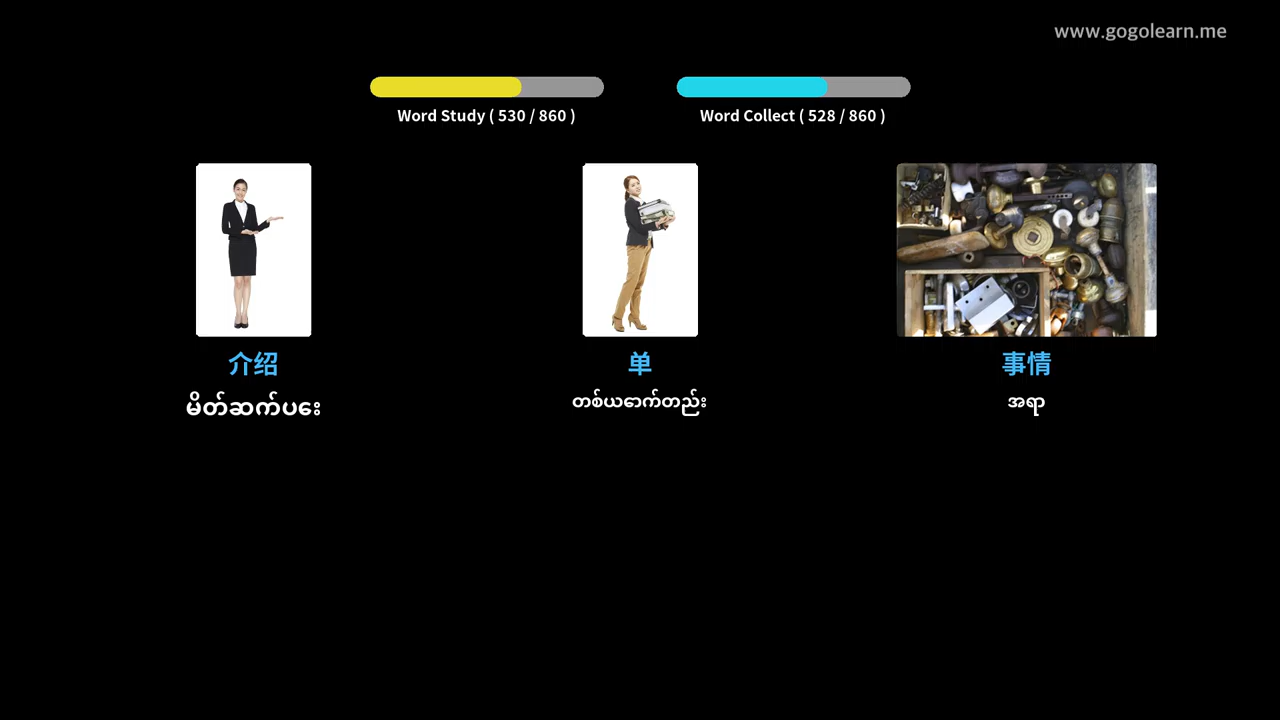 www.gogolearn.me
Word Study ( 530 / 860 )
Word Collect ( 528 / 860 )
介绍
单
事情
မိတ်ဆက်ပေး
တစ်ယောက်တည်း
အရာ